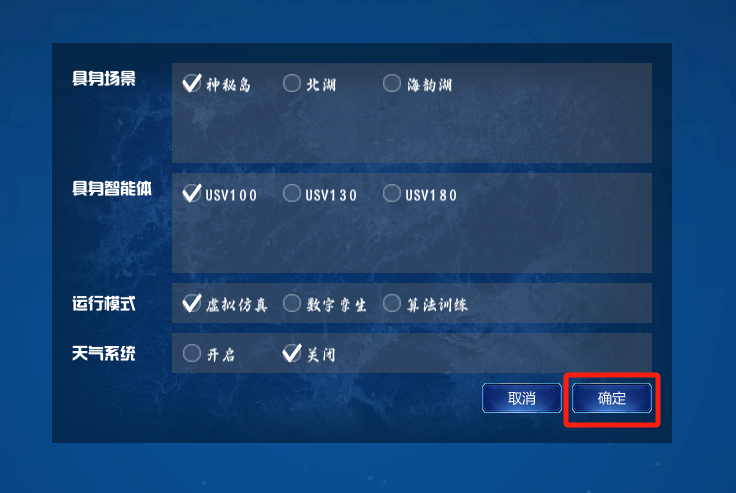 具身场景 神秘岛 北湖 海韵湖
具身智能体 USV100 USV130 USV180
运行模式 虚拟仿真 数字孪生 算法训练
天气系统 开启 关闭
取消 确定